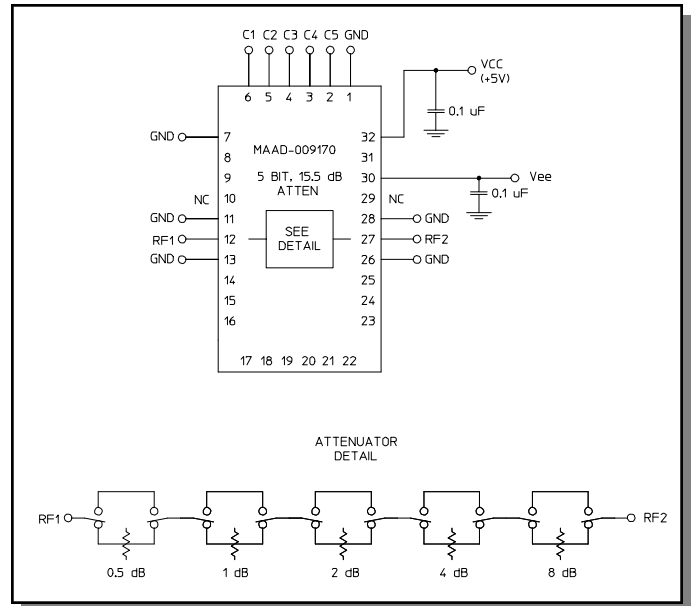 C1 C2 C3 C4 C5 GND
6 5 4 3 2 1
VCC
(+5V)
0.1 uF
GND 7
32
8
MAAD-009170
31
9
5 BIT, 15.5 dB
ATTEN
30
Vee
0.1 uF
NC 10
29 NC
GND 11
28 GND
RF1 12
SEE
DETAIL
27 RF2
GND 13
26 GND
14
25
15
24
16
23
17 18 19 20 21 22
ATTENUATOR
DETAIL
RF1
RF2
0.5 dB
1 dB
2 dB
4 dB
8 dB